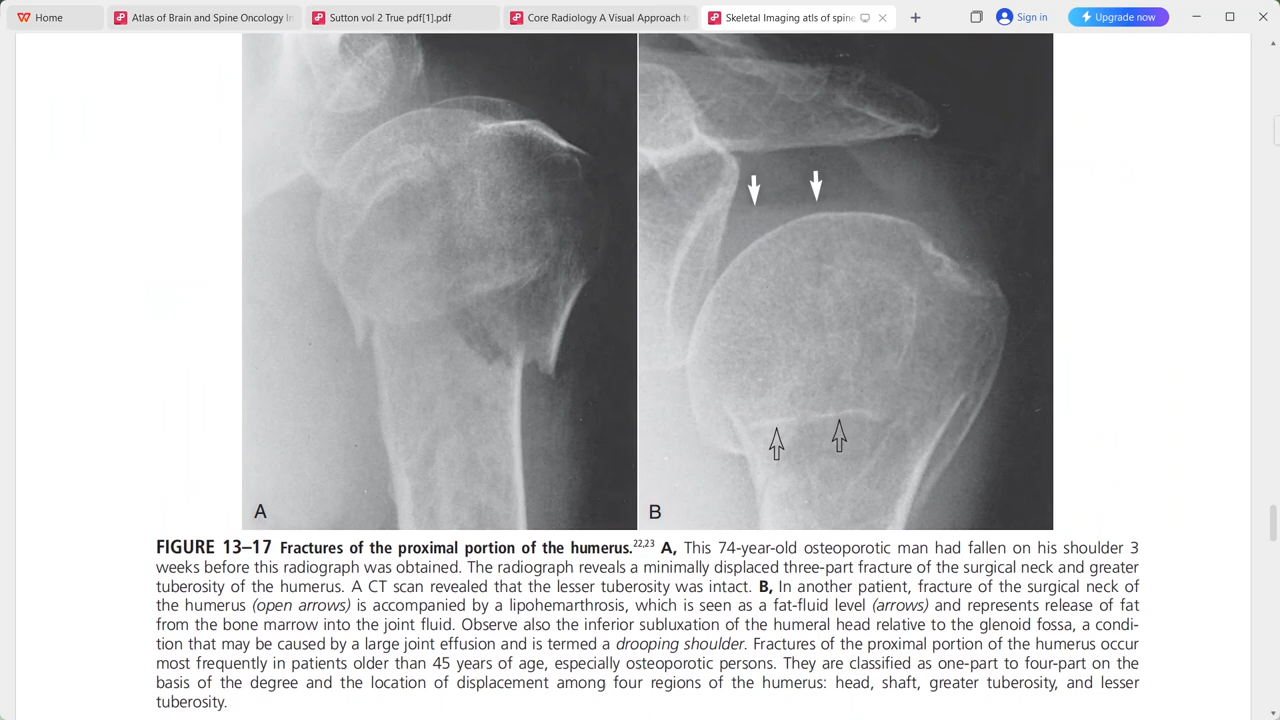 Home
Atlas of Brain and Spine Oncology In
Sutton vol 2 True pdf[1].pdf
Core Radiology A Visual Approach to
Skeletal Imaging atls of spine
Sign in
Upgrade now
A
B
FIGURE 13–17 Fractures of the proximal portion of the humerus.22,23 A, This 74-year-old osteoporotic man had fallen on his shoulder 3
weeks before this radiograph was obtained. The radiograph reveals a minimally displaced three-part fracture of the surgical neck and greater
tuberosity of the humerus. A CT scan revealed that the lesser tuberosity was intact. B, In another patient, fracture of the surgical neck of
the humerus (open arrows) is accompanied by a lipohemarthrosis, which is seen as a fat-fluid level (arrows) and represents release of fat
from the bone marrow into the joint fluid. Observe also the inferior subluxation of the humeral head relative to the glenoid fossa, a condi-
tion that may be caused by a large joint effusion and is termed a drooping shoulder. Fractures of the proximal portion of the humerus occur
most frequently in patients older than 45 years of age, especially osteoporotic persons. They are classified as one-part to four-part on the
basis of the degree and the location of displacement among four regions of the humerus: head, shaft, greater tuberosity, and lesser
tuberosity.